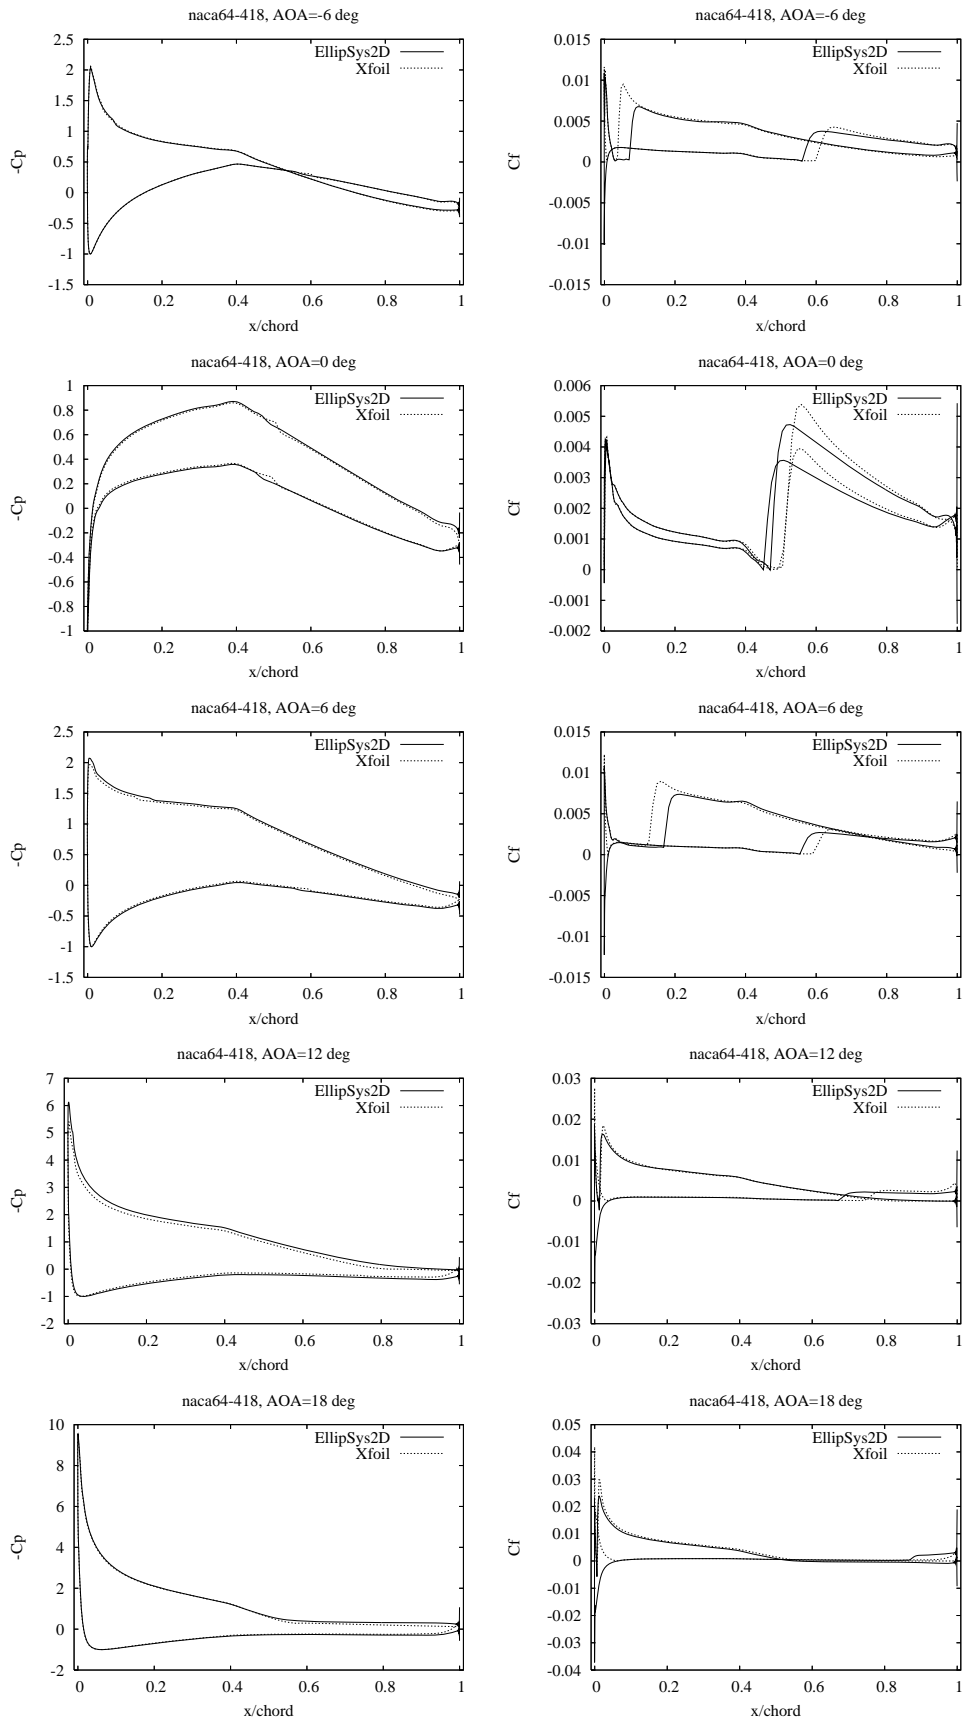 naca64-418, AOA=-6 deg
2.5
2
1.5
1
0.5
0
-0.5
-1
-1.5
-Cp
EllipSys2D
Xfoil
0 0.2 0.4 0.6 0.8 1
x/chord
naca64-418, AOA=-6 deg
0.015
0.01
0.005
0
-0.005
-0.01
-0.015
Cf
EllipSys2D
Xfoil
0 0.2 0.4 0.6 0.8 1
x/chord
naca64-418, AOA=0 deg
1
0.8
0.6
0.4
0.2
0
-0.2
-0.4
-0.6
-0.8
-1
-Cp
EllipSys2D
Xfoil
0 0.2 0.4 0.6 0.8 1
x/chord
naca64-418, AOA=0 deg
0.006
0.005
0.004
0.003
0.002
0.001
0
-0.001
-0.002
Cf
EllipSys2D
Xfoil
0 0.2 0.4 0.6 0.8 1
x/chord
naca64-418, AOA=6 deg
2.5
2
1.5
1
0.5
0
-0.5
-1
-1.5
-Cp
EllipSys2D
Xfoil
0 0.2 0.4 0.6 0.8 1
x/chord
naca64-418, AOA=6 deg
0.015
0.01
0.005
0
-0.005
-0.01
-0.015
Cf
EllipSys2D
Xfoil
0 0.2 0.4 0.6 0.8 1
x/chord
naca64-418, AOA=12 deg
7
6
5
4
3
2
1
0
-1
-2
-Cp
EllipSys2D
Xfoil
0 0.2 0.4 0.6 0.8 1
x/chord
naca64-418, AOA=12 deg
0.03
0.02
0.01
0
-0.01
-0.02
-0.03
Cf
EllipSys2D
Xfoil
0 0.2 0.4 0.6 0.8 1
x/chord
naca64-418, AOA=18 deg
10
8
6
4
2
0
-2
-Cp
EllipSys2D
Xfoil
0 0.2 0.4 0.6 0.8 1
x/chord
naca64-418, AOA=18 deg
0.05
0.04
0.03
0.02
0.01
0
-0.01
-0.02
-0.03
-0.04
Cf
EllipSys2D
Xfoil
0 0.2 0.4 0.6 0.8 1
x/chord